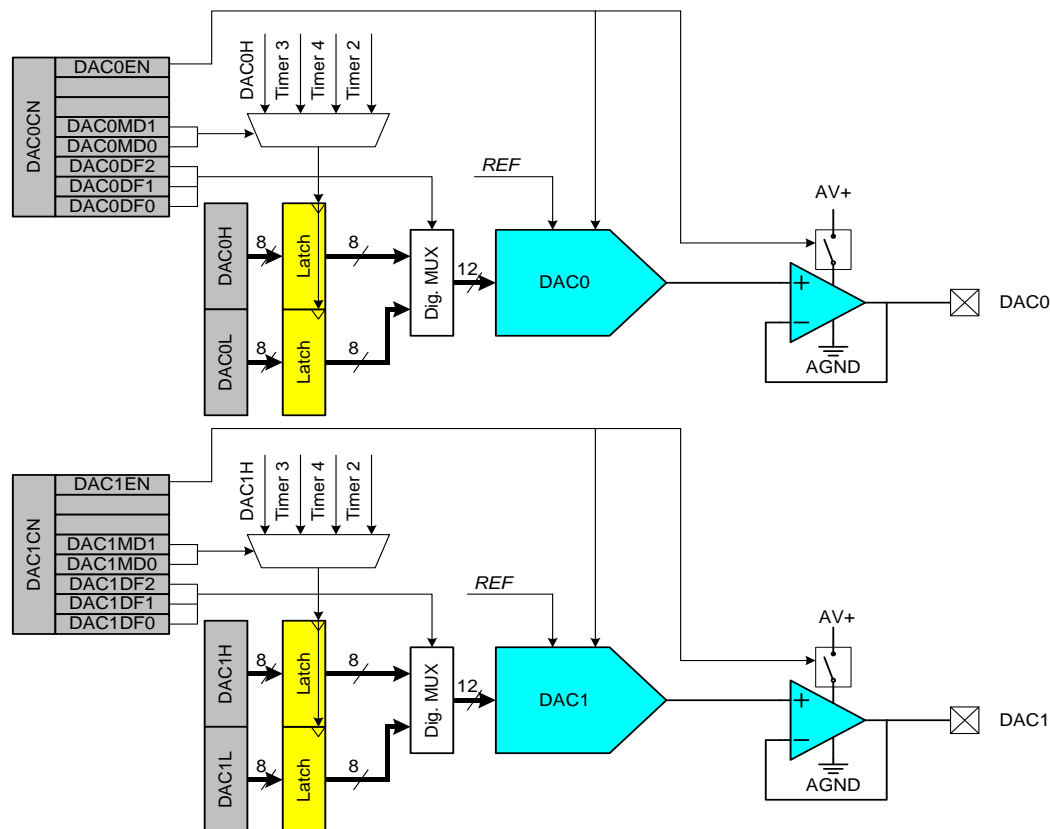 DAC0CN
DAC0EN
DAC0MD1
DAC0MD0
DAC0DF2
DAC0DF1
DAC0DF0
DAC0H
Timer 3
Timer 4
Timer 2
REF
AV+
DAC0H
8
Latch
8
Dig. MUX
12
DAC0
+
−
DAC0
DAC0L
8
Latch
8
AGND
DAC1CN
DAC1EN
DAC1MD1
DAC1MD0
DAC1DF2
DAC1DF1
DAC1DF0
DAC1H
Timer 3
Timer 4
Timer 2
REF
AV+
DAC1H
8
Latch
8
Dig. MUX
12
DAC1
+
−
DAC1
DAC1L
8
Latch
8
AGND